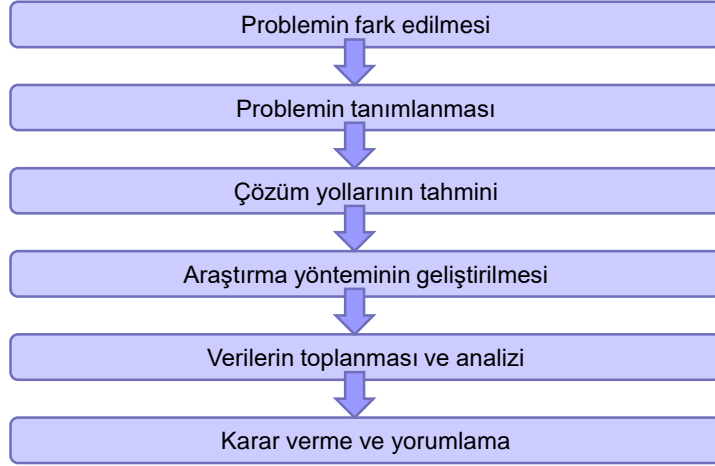 Problemin fark edilmesi
Problemin tanımlanması
Çözüm yollarının tahmini
Araştırma yönteminin geliştirilmesi
Verilerin toplanması ve analizi
Karar verme ve yorumlama